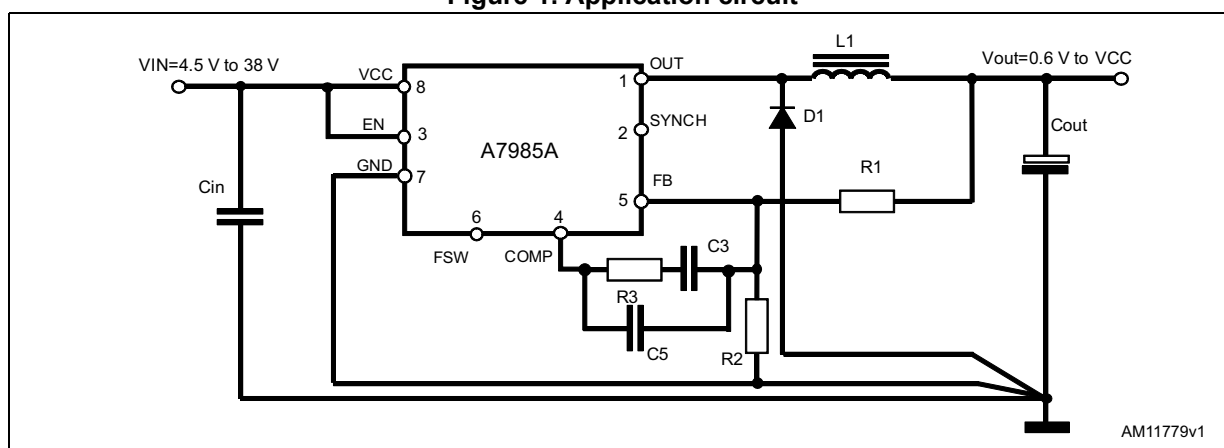 Figure 1. Application circuit
VIN=4.5 V to 38 V
VCC
8
EN
3
GND
7
Cin
A7985A
6
FSW
4
COMP
OUT
1
SYNCH
2
FB
5
L1
D1
Vout=0.6 V to VCC
Cout
R1
C3
R3
C5
R2
AM11779v1